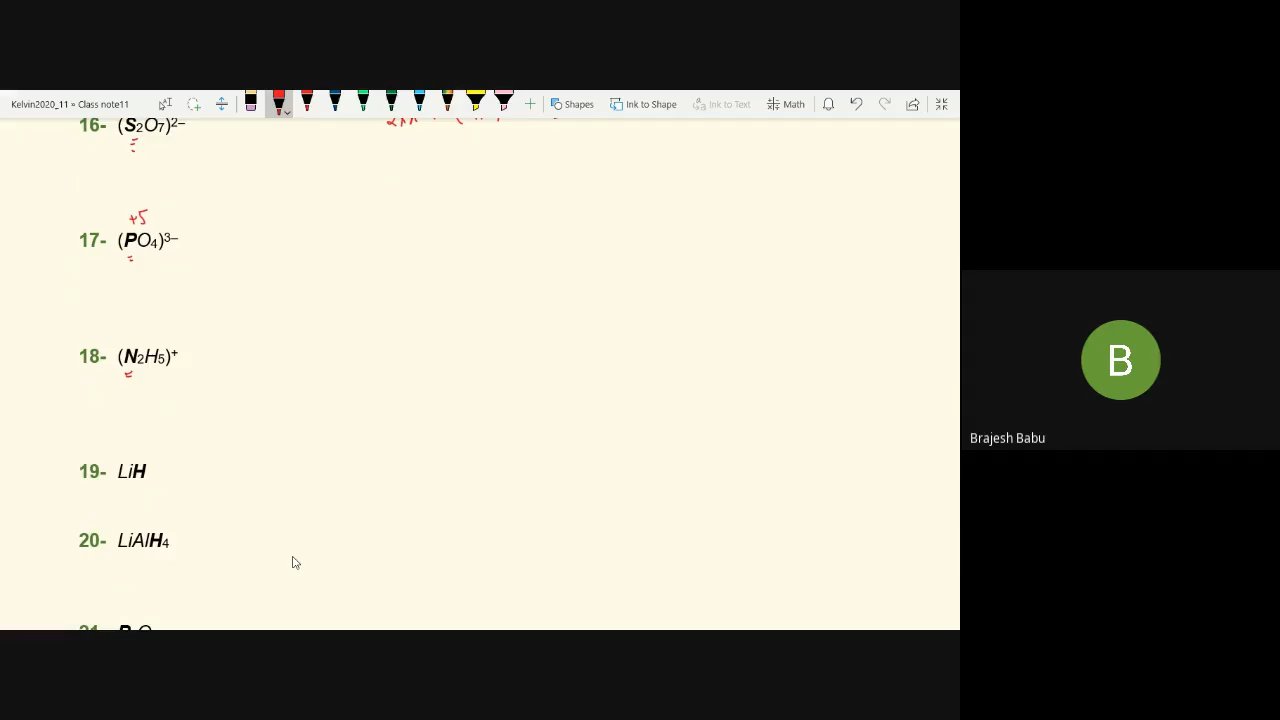 Kelvin2020_11 » Class note11 Shapes Ink to Shape Ink to Text Math
16- (S₂O₇)²⁻
+5
17- (PO₄)³⁻
18- (N₂H₅)⁺
19- LiH
20- LiAlH₄
B
Brajesh Babu